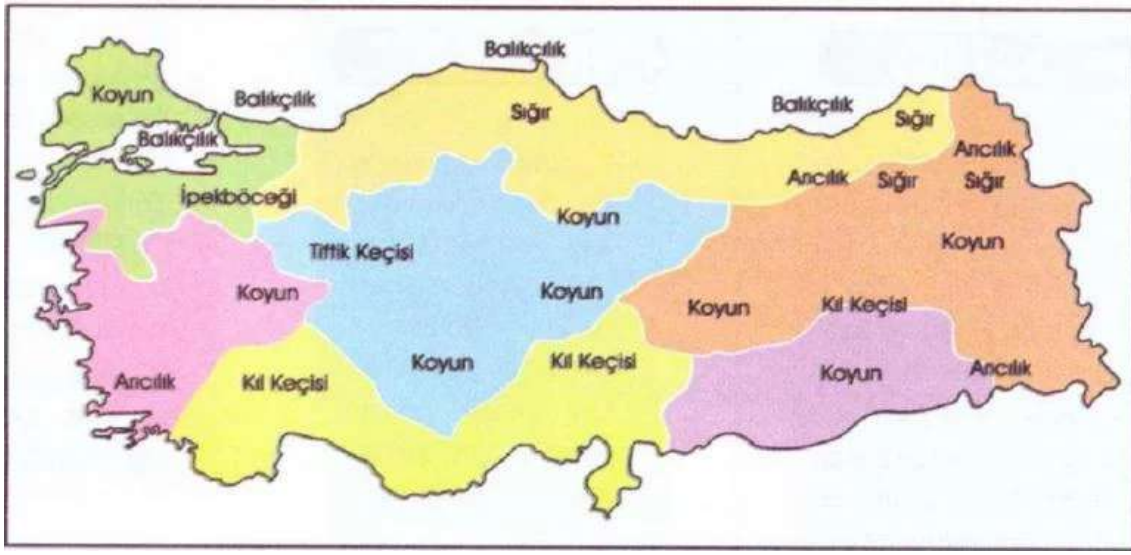 Balıkçılık
Koyun
Balıkçılık
Sığır
Balıkçılık
Sığır
Balıkçılık
Arıcılık
İpekböceği
Arıcılık
Sığır
Sığır
Koyun
Tiftik Keçisi
Koyun
Koyun
Koyun
Koyun
Kıl Keçisi
Arıcılık
Kıl Keçisi
Koyun
Kıl Keçisi
Koyun
Arıcılık